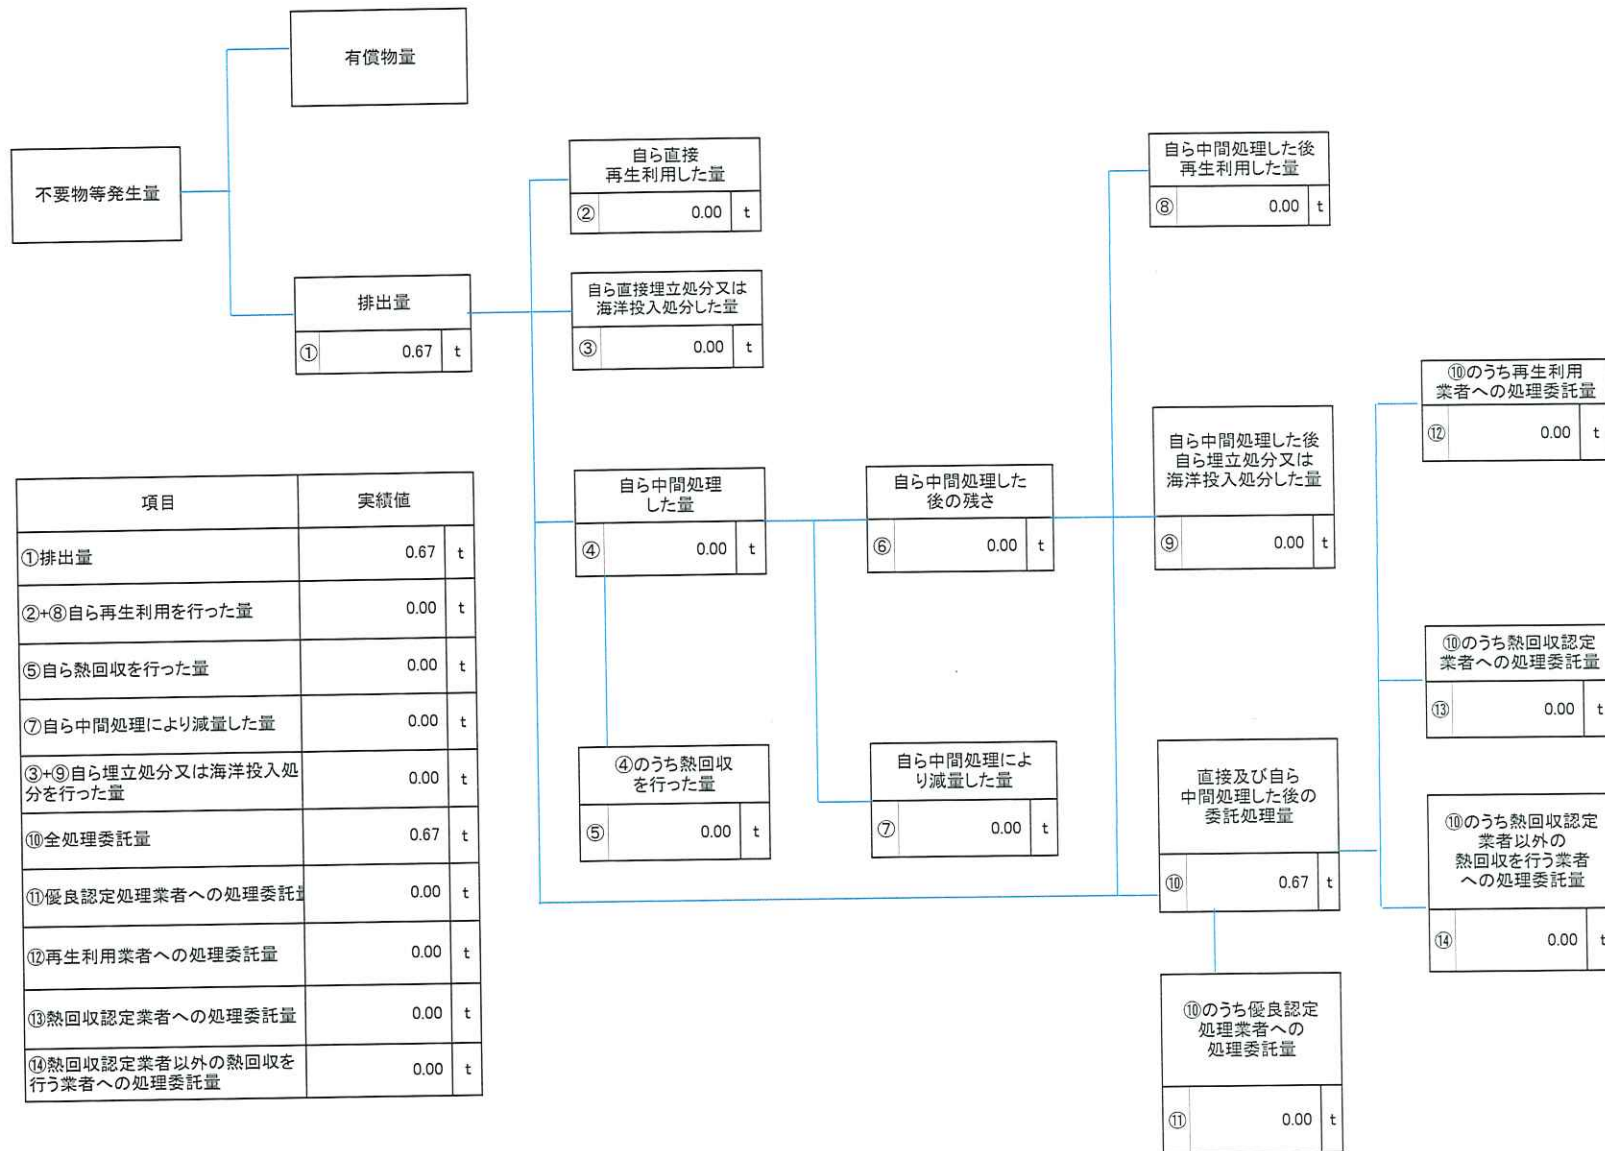 有償物量
不要物等発生量
排出量
① 0.67 t
自ら直接
再生利用した量
② 0.00 t
自ら直接埋立処分又は
海洋投入処分した量
③ 0.00 t
自ら中間処理
した量
④ 0.00 t
④のうち熱回収
を行った量
⑤ 0.00 t
自ら中間処理した
後の残さ
⑥ 0.00 t
自ら中間処理によ
り減量した量
⑦ 0.00 t
自ら中間処理した後
再生利用した量
⑧ 0.00 t
自ら中間処理した後
自ら埋立処分又は
海洋投入処分した量
⑨ 0.00 t
直接及び自ら
中間処理した後の
委託処理量
⑩ 0.67 t
⑩のうち優良認定
処理業者への
処理委託量
⑪ 0.00 t
⑩のうち再生利用
業者への処理委託量
⑫ 0.00 t
⑩のうち熱回収認定
業者への処理委託量
⑬ 0.00 t
⑩のうち熱回収認定
業者以外の
熱回収を行う業者
への処理委託量
⑭ 0.00 t
項目 実績値
①排出量 0.67 t
②+⑧自ら再生利用を行った量 0.00 t
⑤自ら熱回収を行った量 0.00 t
⑦自ら中間処理により減量した量 0.00 t
③+⑨自ら埋立処分又は海洋投入処
分を行った量 0.00 t
⑩全処理委託量 0.67 t
⑪優良認定処理業者への処理委託量 0.00 t
⑫再生利用業者への処理委託量 0.00 t
⑬熱回収認定業者への処理委託量 0.00 t
⑭熱回収認定業者以外の熱回収を
行う業者への処理委託量 0.00 t